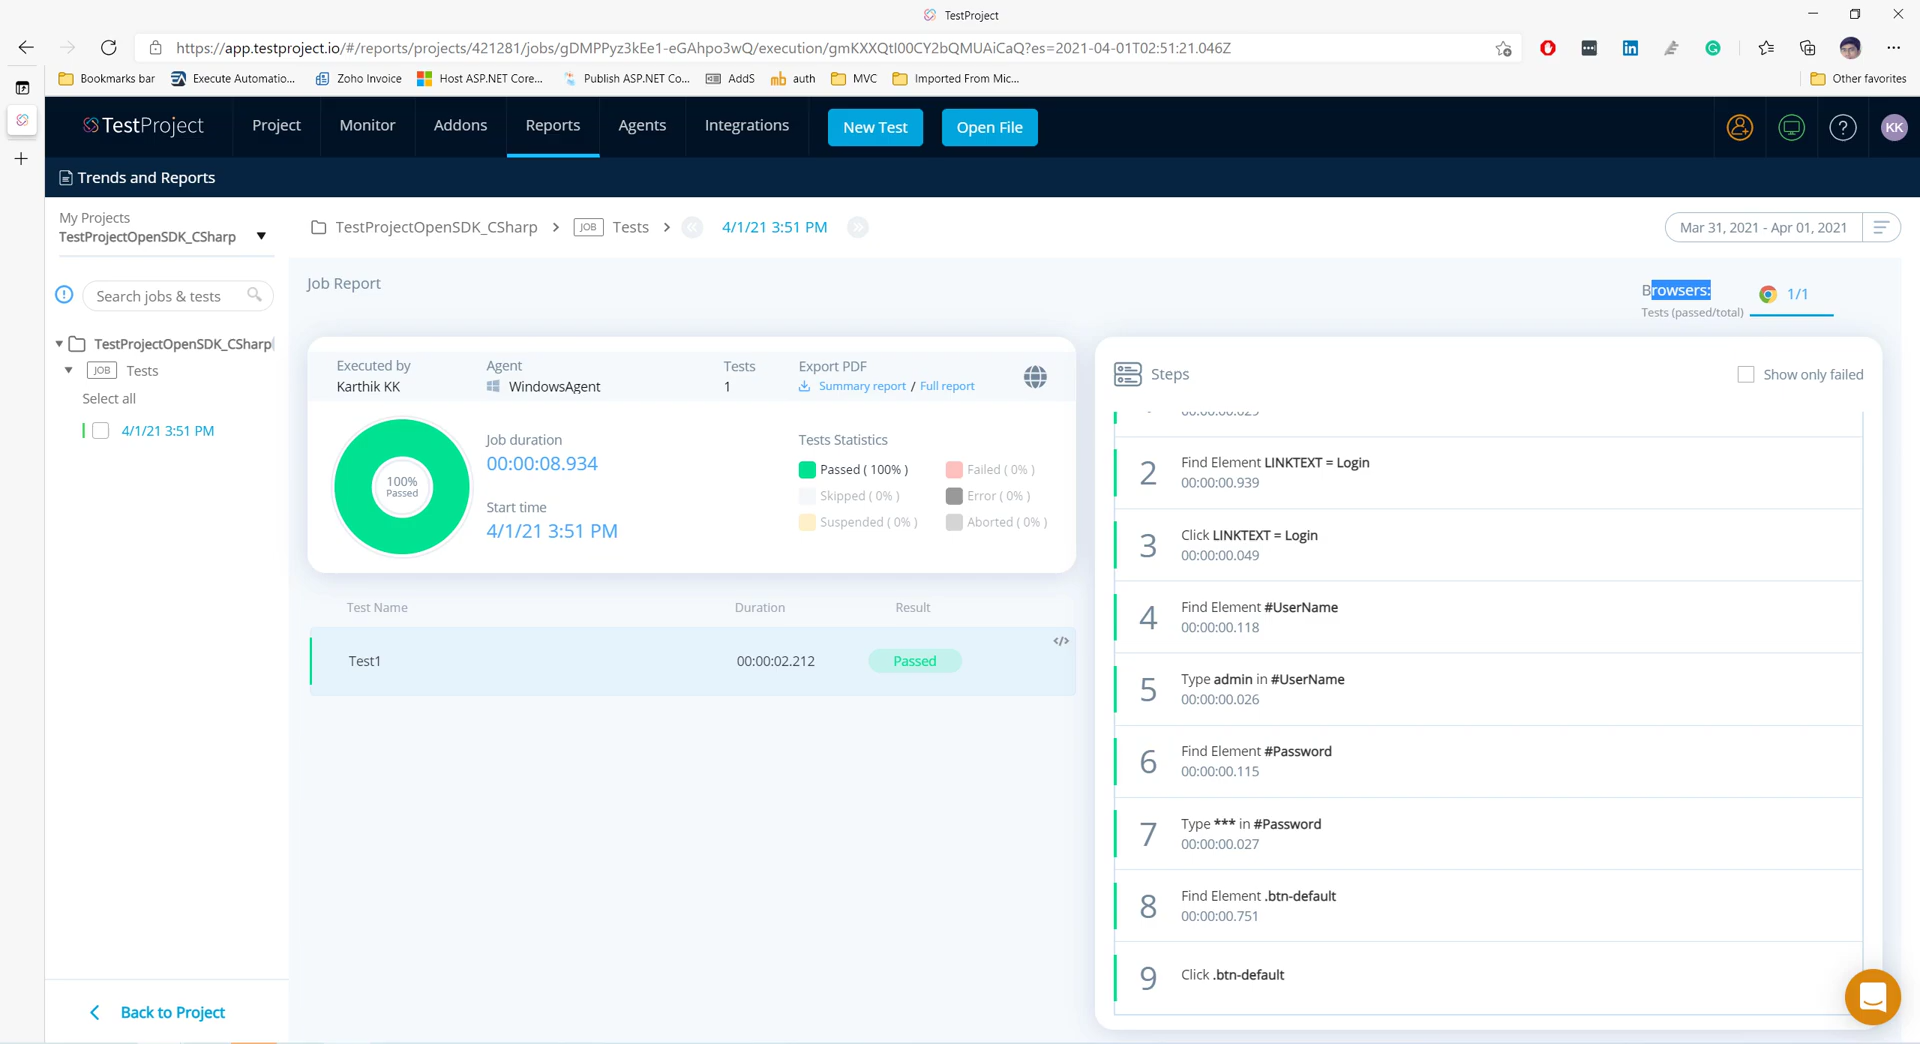 TestProject
https://app.testproject.io/#/reports/projects/421281/jobs/gDMPPyz3kEe1-eGAhpo3wQ/execution/gmKXXQtI00CY2bQMUAiCaQ?es=2021-04-01T02:51:21.046Z
Bookmarks bar
Execute Automatio...
Zoho Invoice
Host ASP.NET Core...
Publish ASP.NET Co...
AddS
auth
MVC
Imported From Mic...
Other favorites
TestProject
Project
Monitor
Addons
Reports
Agents
Integrations
New Test
Open File
KK
Trends and Reports
My Projects
TestProjectOpenSDK_CSharp
Search jobs & tests
TestProjectOpenSDK_CSharp
JOB Tests
Select all
4/1/21 3:51 PM
Back to Project
TestProjectOpenSDK_CSharp > JOB Tests > 4/1/21 3:51 PM
Mar 31, 2021 - Apr 01, 2021
Job Report
Browsers:
Tests (passed/total)
1/1
Executed by
Karthik KK
Agent
WindowsAgent
Tests
1
Export PDF
Summary report / Full report
100%
Passed
Job duration
00:00:08.934
Start time
4/1/21 3:51 PM
Tests Statistics
Passed ( 100% )
Failed ( 0% )
Skipped ( 0% )
Error ( 0% )
Suspended ( 0% )
Aborted ( 0% )
Test Name
Duration
Result
Test1
00:00:02.212
Passed
</>
Steps
Show only failed
2
Find Element LINKTEXT = Login
00:00:00.939
3
Click LINKTEXT = Login
00:00:00.049
4
Find Element #UserName
00:00:00.118
5
Type admin in #UserName
00:00:00.026
6
Find Element #Password
00:00:00.115
7
Type *** in #Password
00:00:00.027
8
Find Element .btn-default
00:00:00.751
9
Click .btn-default